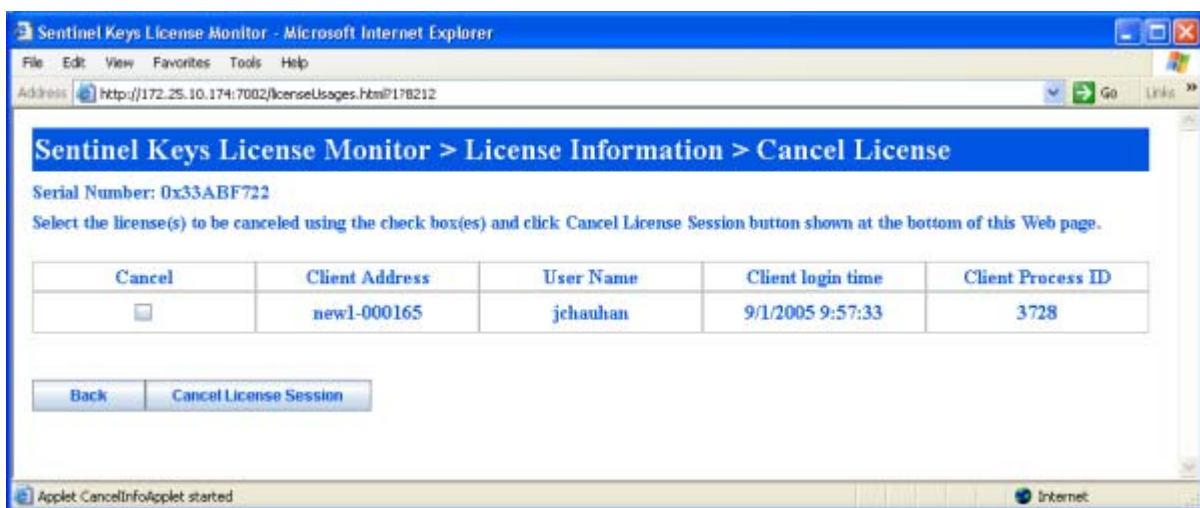 Sentinel Keys License Monitor - Microsoft Internet Explorer
File Edit View Favorites Tools Help
Address http://172.25.10.174:7002/licenseUsages.html?178212 Go Links »
Sentinel Keys License Monitor > License Information > Cancel License
Serial Number: 0x33ABF722
Select the license(s) to be canceled using the check box(es) and click Cancel License Session button shown at the bottom of this Web page.
Cancel Client Address User Name Client login time Client Process ID
new1-000165 jchauhan 9/1/2005 9:57:33 3728
Back Cancel License Session
Applet CancelInfoApplet started Internet